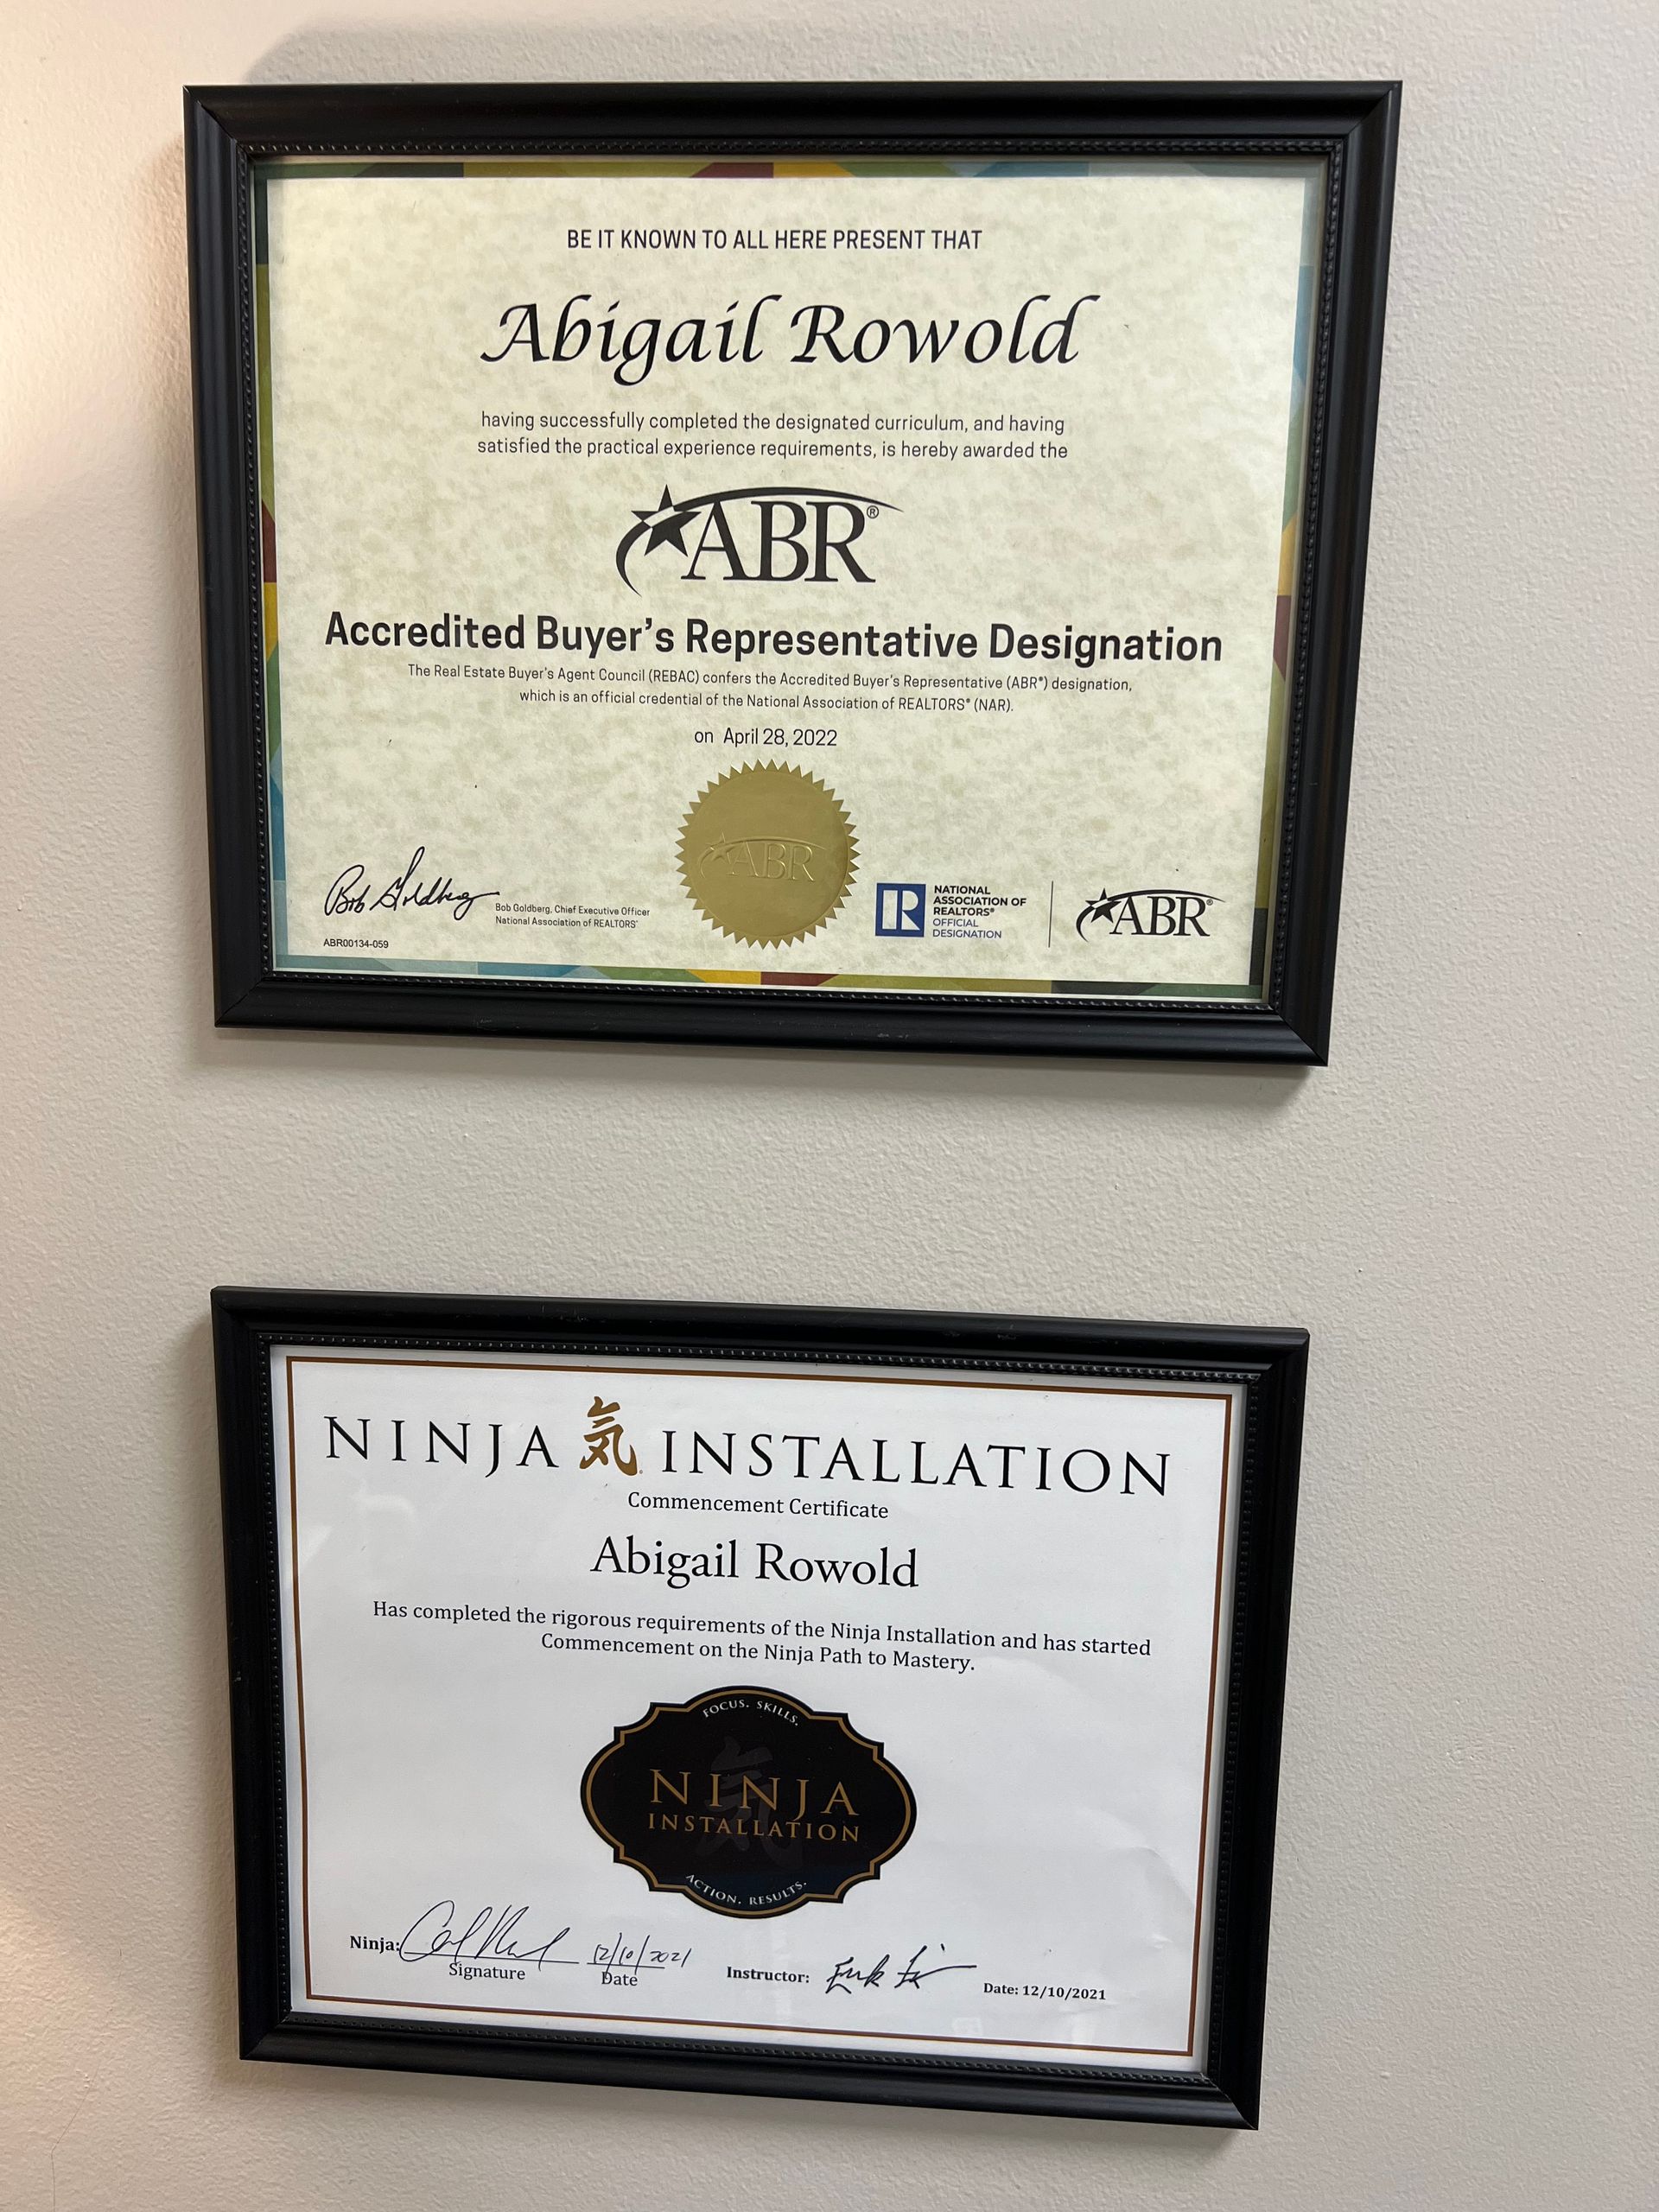 BE IT KNOWN TO ALL HERE PRESENT THAT
Abigail Rowold
having successfully completed the designated curriculum, and having
satisfied the practical experience requirements, is hereby awarded the
ABR®
Accredited Buyer's Representative Designation
The Real Estate Buyer's Agent Council (REBAC) confers the Accredited Buyer's Representative (ABR®) designation,
which is an official credential of the National Association of REALTORS® (NAR).
on April 28, 2022
ABR
Bob Goldberg
Bob Goldberg, Chief Executive Officer
National Association of REALTORS®
ABR00134-059
NATIONAL
ASSOCIATION OF
REALTORS®
OFFICIAL
DESIGNATION
ABR®
NINJA 気 INSTALLATION
Commencement Certificate
Abigail Rowold
Has completed the rigorous requirements of the Ninja Installation and has started
Commencement on the Ninja Path to Mastery.
FOCUS. SKILLS.
気
NINJA
INSTALLATION
ACTION. RESULTS.
Ninja:
12/10/2021
Signature
Date
Instructor:
Date: 12/10/2021